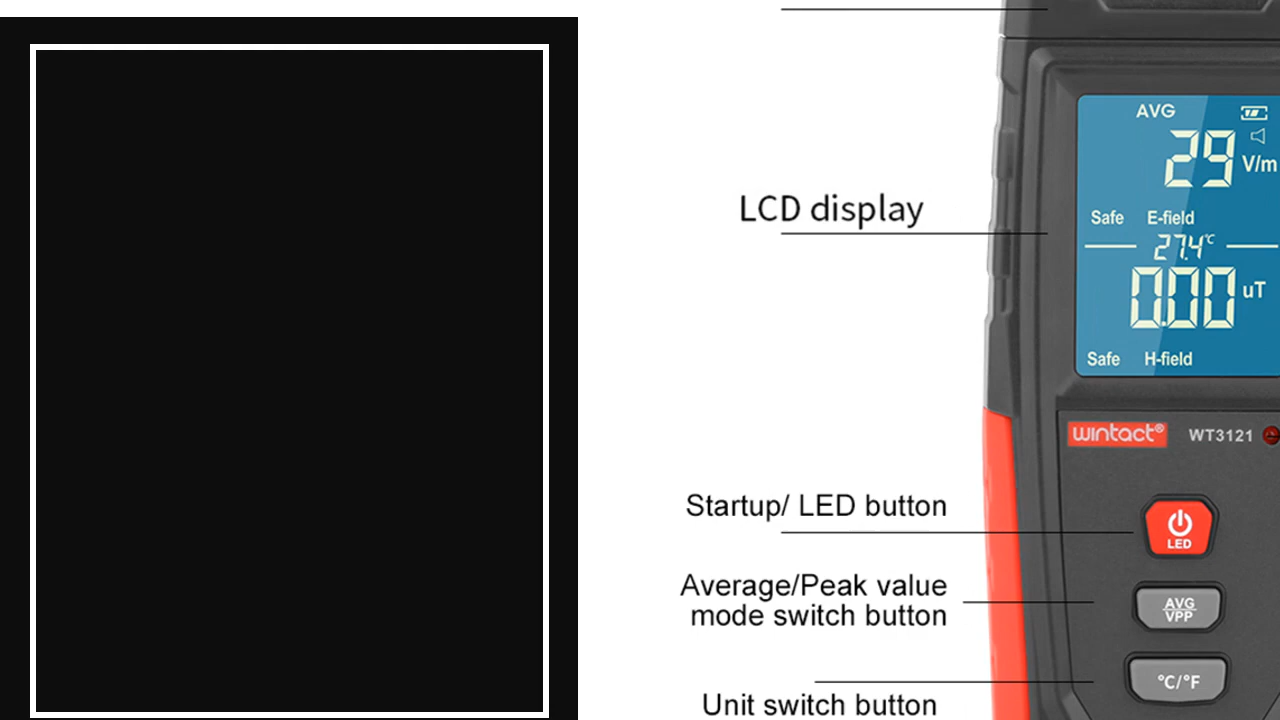 AVG
29
V/m
LCD display
Safe E-field
27.4°C
0.00 uT
Safe H-field
wintact® WT3121
Startup/ LED button
LED
Average/Peak value
mode switch button
AVG
VPP
°C/°F
Unit switch button